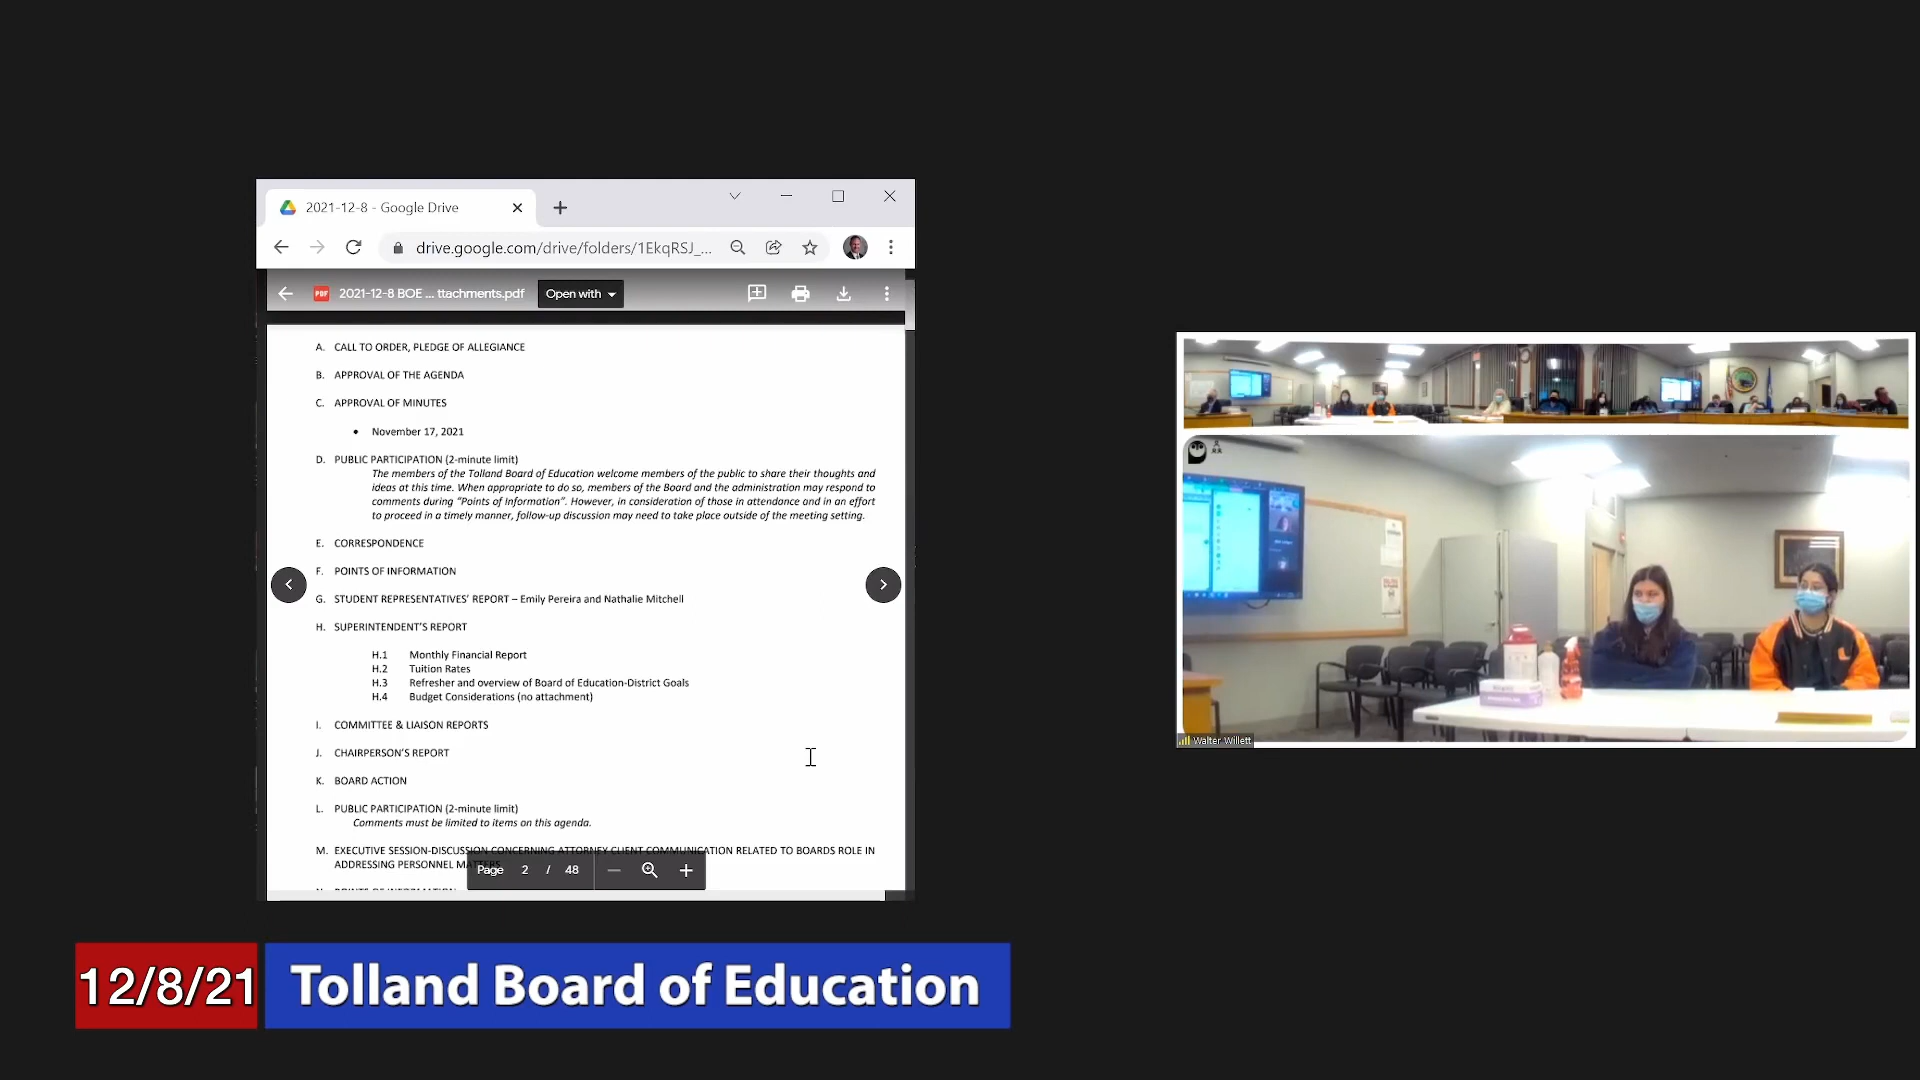 2021-12-8 - Google Drive
drive.google.com/drive/folders/1EkqRSJ_...
PDF 2021-12-8 BOE ... ttachments.pdf Open with
A. CALL TO ORDER, PLEDGE OF ALLEGIANCE
B. APPROVAL OF THE AGENDA
C. APPROVAL OF MINUTES
• November 17, 2021
D. PUBLIC PARTICIPATION (2-minute limit)
The members of the Tolland Board of Education welcome members of the public to share their thoughts and
ideas at this time. When appropriate to do so, members of the Board and the administration may respond to
comments during “Points of Information”. However, in consideration of those in attendance and in an effort
to proceed in a timely manner, follow-up discussion may need to take place outside of the meeting setting.
E. CORRESPONDENCE
F. POINTS OF INFORMATION
G. STUDENT REPRESENTATIVES’ REPORT – Emily Pereira and Nathalie Mitchell
H. SUPERINTENDENT’S REPORT
H.1 Monthly Financial Report
H.2 Tuition Rates
H.3 Refresher and overview of Board of Education-District Goals
H.4 Budget Considerations (no attachment)
I. COMMITTEE & LIAISON REPORTS
J. CHAIRPERSON’S REPORT
K. BOARD ACTION
L. PUBLIC PARTICIPATION (2-minute limit)
Comments must be limited to items on this agenda.
M. EXECUTIVE SESSION-DISCUSSION CONCERNING ATTORNEY CLIENT COMMUNICATION RELATED TO BOARDS ROLE IN
ADDRESSING PERSONNEL MATTERS
Page 2 / 48
Walter Willett
12/8/21 Tolland Board of Education